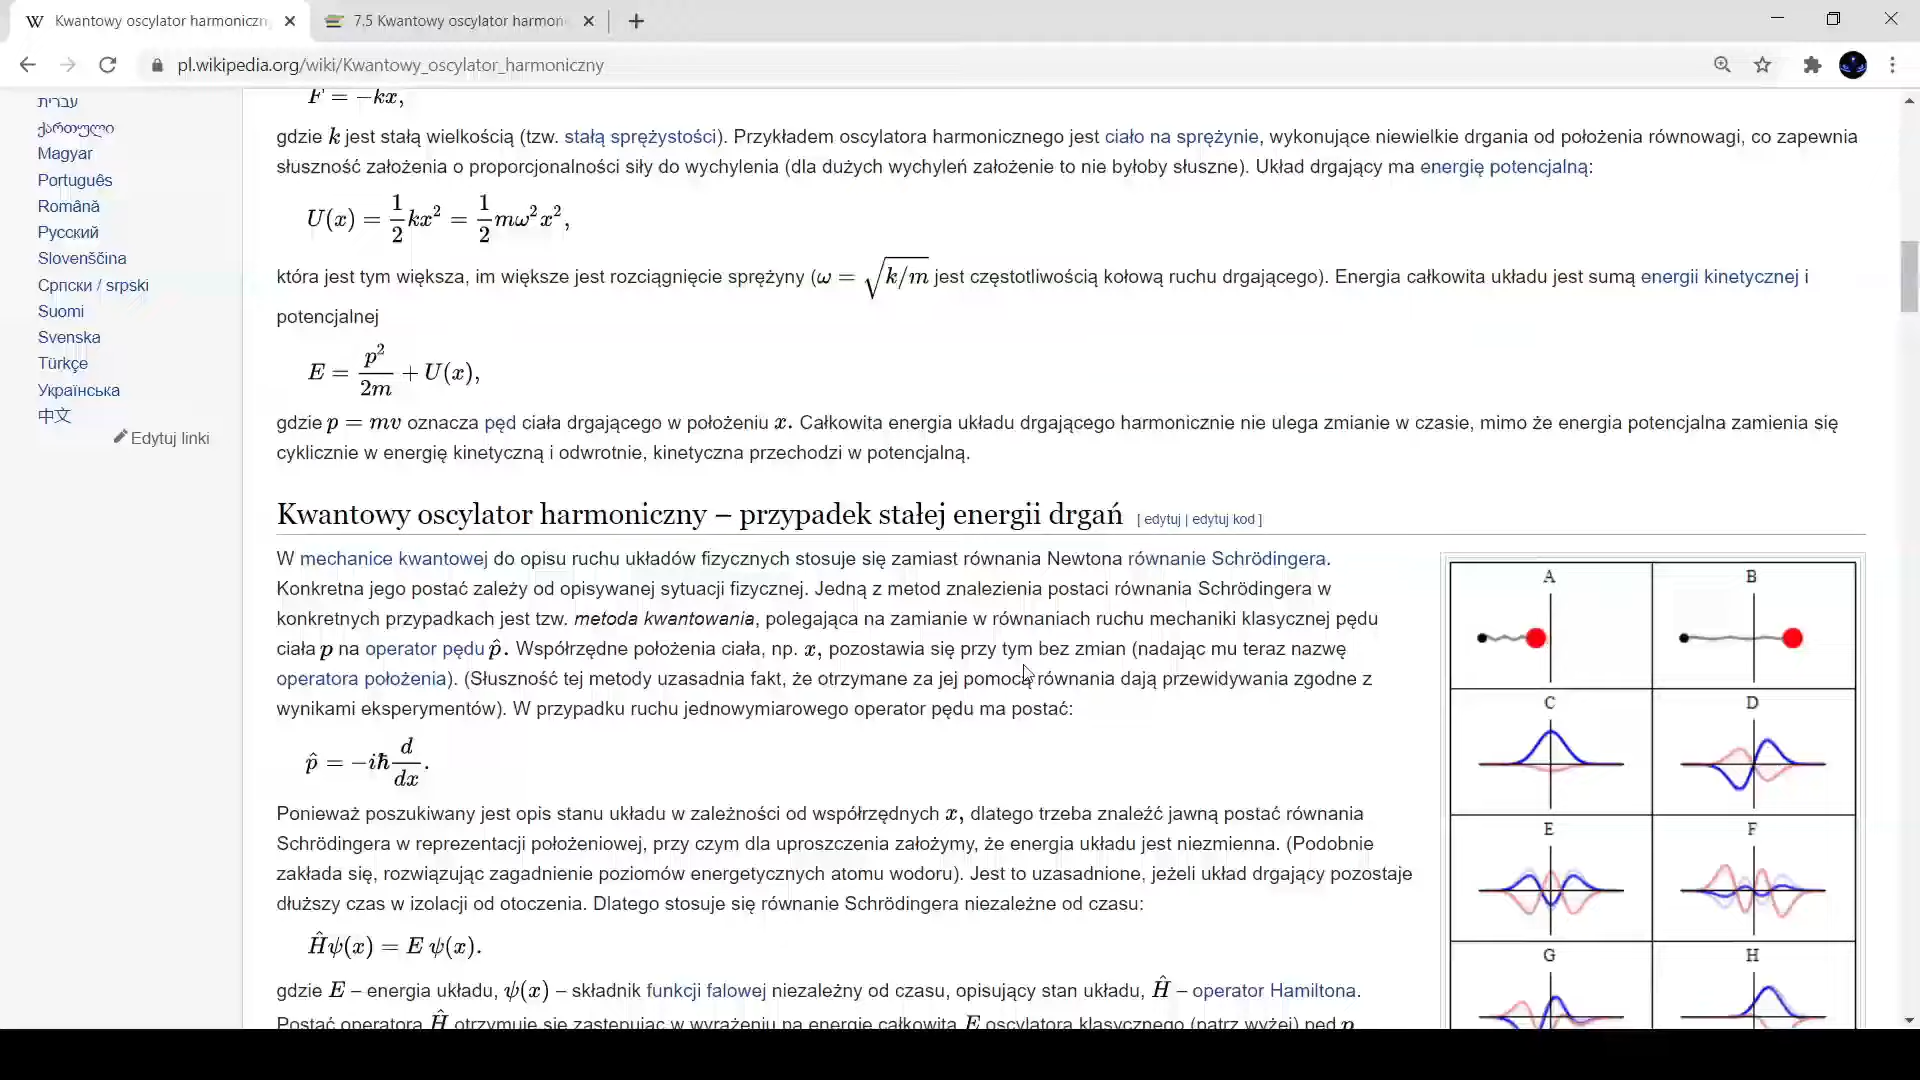 Kwantowy oscylator harmoniczn
7.5 Kwantowy oscylator harmon
pl.wikipedia.org/wiki/Kwantowy_oscylator_harmoniczny
עברית
ქართული
Magyar
Português
Română
Русский
Slovenščina
Српски / srpski
Suomi
Svenska
Türkçe
Українська
中文
Edytuj linki
F = −kx,
gdzie k jest stałą wielkością (tzw. stałą sprężystości). Przykładem oscylatora harmonicznego jest ciało na sprężynie, wykonujące niewielkie drgania od położenia równowagi, co zapewnia
słuszność założenia o proporcjonalności siły do wychylenia (dla dużych wychyleń założenie to nie byłoby słuszne). Układ drgający ma energię potencjalną:
U(x) = 1/2 kx² = 1/2 mω²x²,
która jest tym większa, im większe jest rozciągnięcie sprężyny (ω = √k/m jest częstotliwością kołową ruchu drgającego). Energia całkowita układu jest sumą energii kinetycznej i
potencjalnej
E = p²/2m + U(x),
gdzie p = mv oznacza pęd ciała drgającego w położeniu x. Całkowita energia układu drgającego harmonicznie nie ulega zmianie w czasie, mimo że energia potencjalna zamienia się
cyklicznie w energię kinetyczną i odwrotnie, kinetyczna przechodzi w potencjalną.
Kwantowy oscylator harmoniczny – przypadek stałej energii drgań [ edytuj | edytuj kod ]
W mechanice kwantowej do opisu ruchu układów fizycznych stosuje się zamiast równania Newtona równanie Schrödingera.
Konkretna jego postać zależy od opisywanej sytuacji fizycznej. Jedną z metod znalezienia postaci równania Schrödingera w
konkretnych przypadkach jest tzw. metoda kwantowania, polegająca na zamianie w równaniach ruchu mechaniki klasycznej pędu
ciała p na operator pędu p̂. Współrzędne położenia ciała, np. x, pozostawia się przy tym bez zmian (nadając mu teraz nazwę
operatora położenia). (Słuszność tej metody uzasadnia fakt, że otrzymane za jej pomocą równania dają przewidywania zgodne z
wynikami eksperymentów). W przypadku ruchu jednowymiarowego operator pędu ma postać:
p̂ = −iħ d/dx.
Ponieważ poszukiwany jest opis stanu układu w zależności od współrzędnych x, dlatego trzeba znaleźć jawną postać równania
Schrödingera w reprezentacji położeniowej, przy czym dla uproszczenia założymy, że energia układu jest niezmienna. (Podobnie
zakłada się, rozwiązując zagadnienie poziomów energetycznych atomu wodoru). Jest to uzasadnione, jeżeli układ drgający pozostaje
dłuższy czas w izolacji od otoczenia. Dlatego stosuje się równanie Schrödingera niezależne od czasu:
Ĥψ(x) = E ψ(x).
gdzie E – energia układu, ψ(x) – składnik funkcji falowej niezależny od czasu, opisujący stan układu, Ĥ – operator Hamiltona.
Postać operatora Ĥ otrzymuje się zastępując w wyrażeniu na energię całkowitą E oscylatora klasycznego (patrz wyżej) pęd p
A B
C D
E F
G H